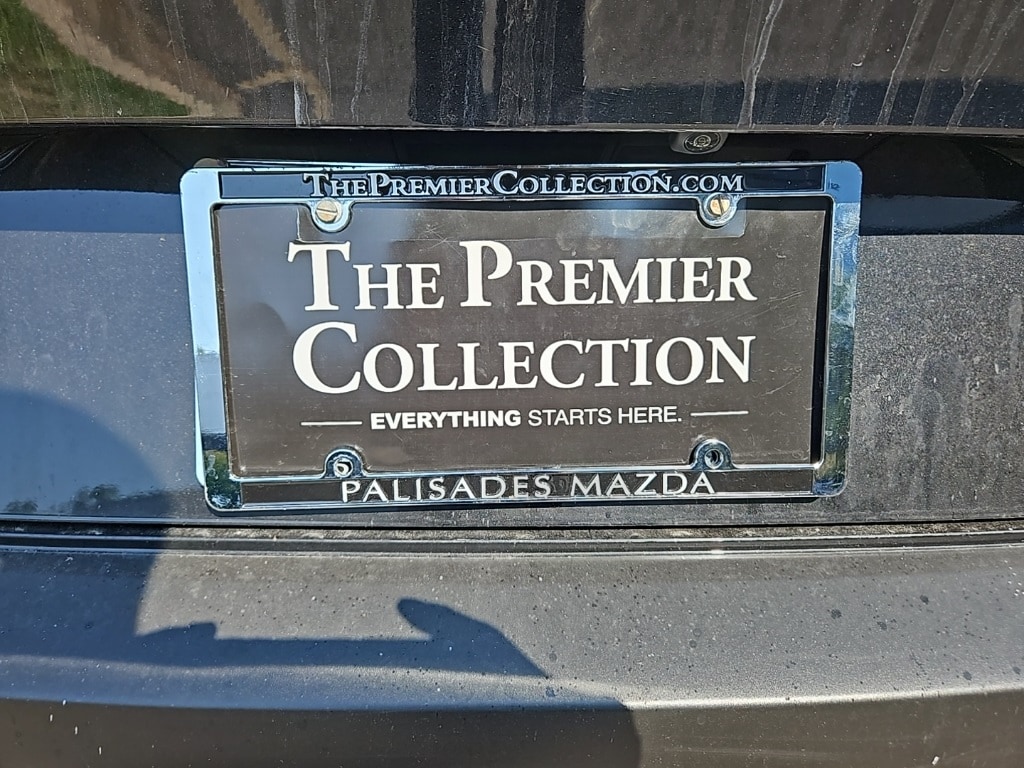 ThePremierCollection.com
The Premier
Collection
EVERYTHING STARTS HERE.
PALISADES MAZDA